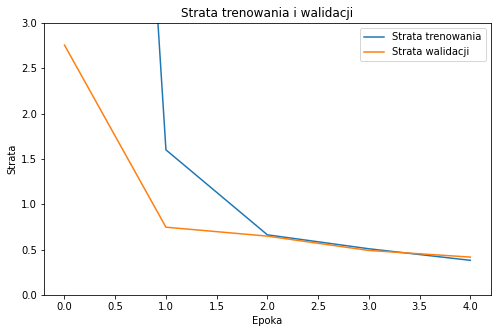 Strata trenowania i walidacji
Strata trenowania
Strata walidacji
Strata
3.0
2.5
2.0
1.5
1.0
0.5
0.0
0.0 0.5 1.0 1.5 2.0 2.5 3.0 3.5 4.0
Epoka